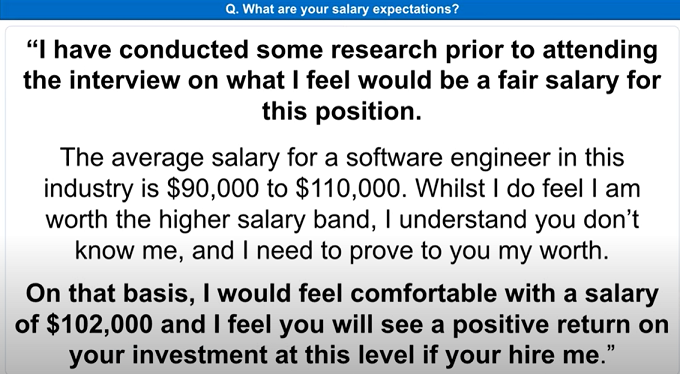 Q. What are your salary expectations?
“I have conducted some research prior to attending
the interview on what I feel would be a fair salary for
this position.
The average salary for a software engineer in this
industry is $90,000 to $110,000. Whilst I do feel I am
worth the higher salary band, I understand you don’t
know me, and I need to prove to you my worth.
On that basis, I would feel comfortable with a salary
of $102,000 and I feel you will see a positive return on
your investment at this level if your hire me.”